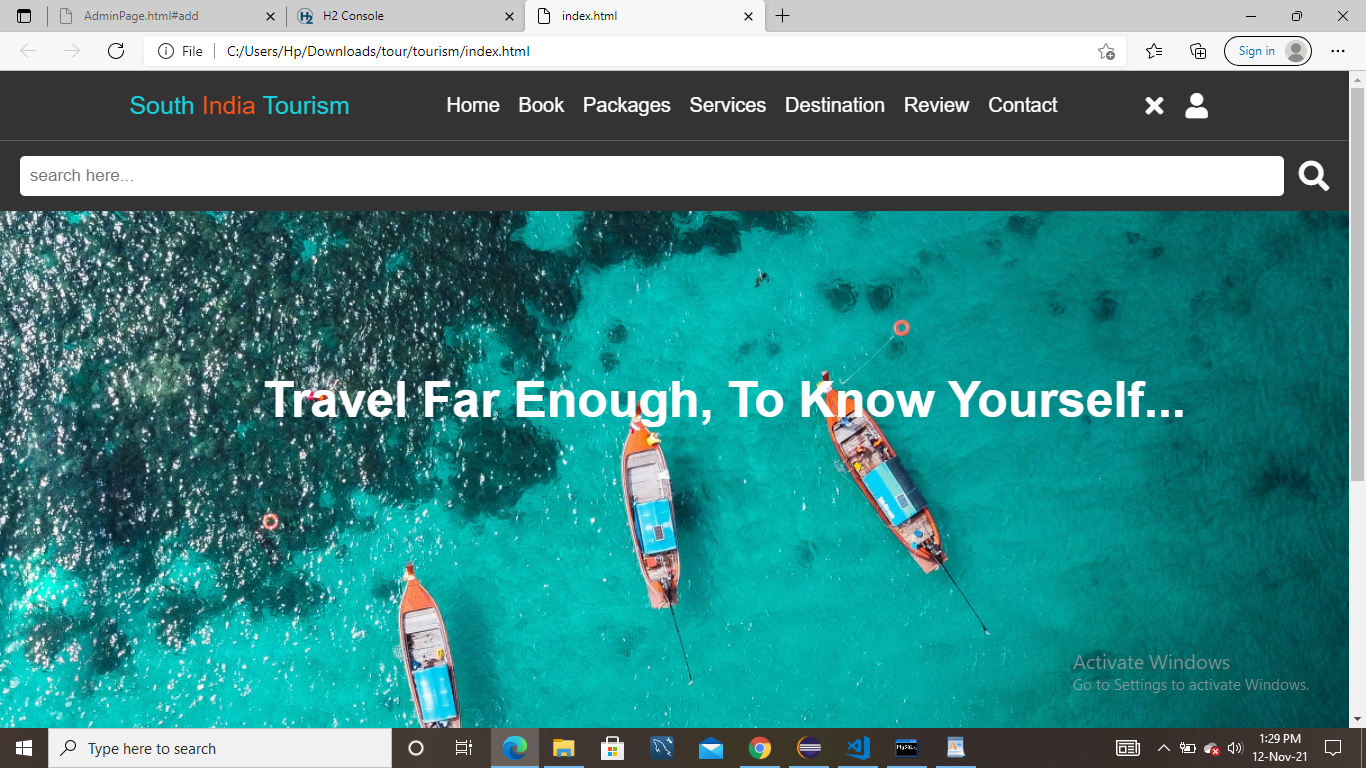 AdminPage.html#add
H2 Console
index.html
File
C:/Users/Hp/Downloads/tour/tourism/index.html
Sign in
South India Tourism
Home Book Packages Services Destination Review Contact
search here...
Travel Far Enough, To Know Yourself...
Activate Windows
Go to Settings to activate Windows.
Type here to search
1:29 PM
12-Nov-21